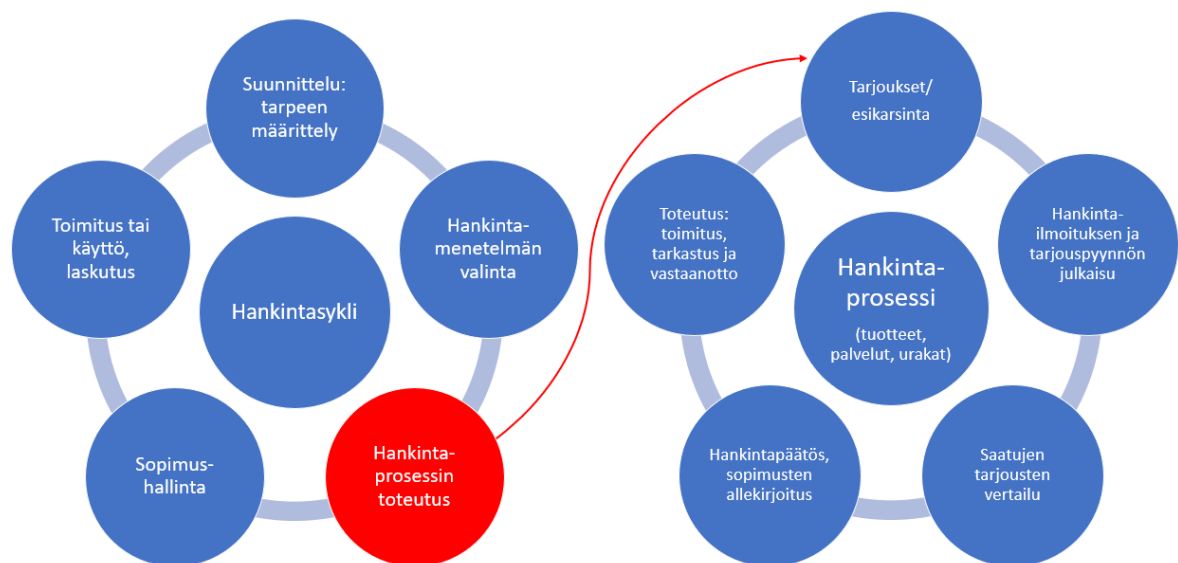 Suunnittelu:
tarpeen
määrittely
Hankinta-
menetelmän
valinta
Hankinta-
prosessin
toteutus
Sopimus-
hallinta
Toimitus tai
käyttö,
laskutus
Hankintasykli
Tarjoukset/
esikarsinta
Hankinta-
ilmoituksen ja
tarjouspyynnön
julkaisu
Saatujen
tarjousten
vertailu
Hankintapäätös,
sopimusten
allekirjoitus
Toteutus:
toimitus,
tarkastus ja
vastaanotto
Hankinta-
prosessi
(tuotteet,
palvelut, urakat)